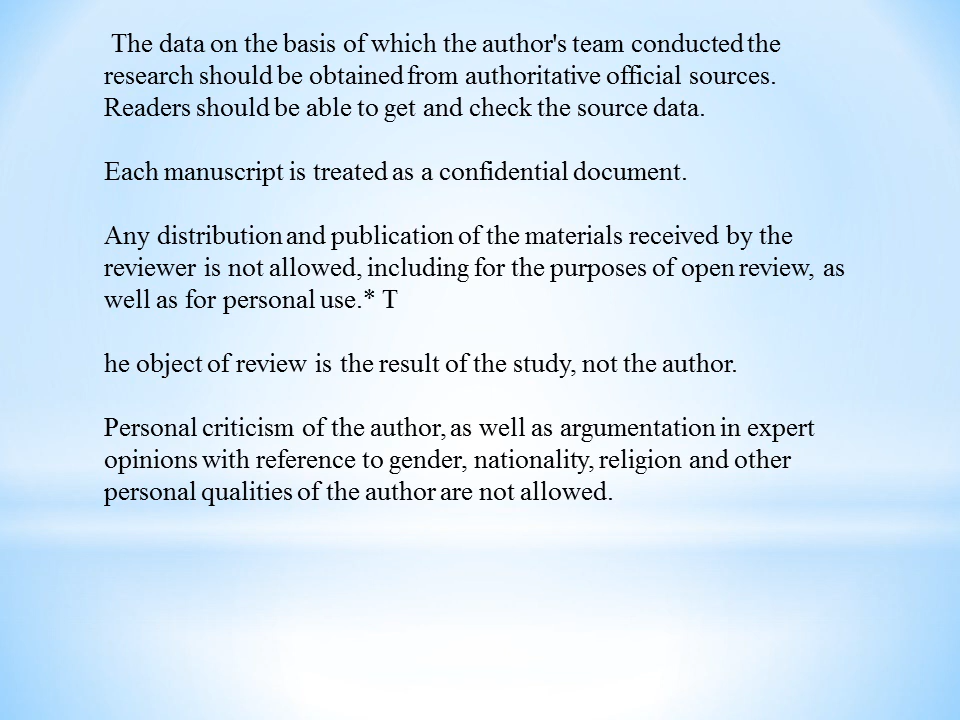 The data on the basis of which the author's team conducted the
research should be obtained from authoritative official sources.
Readers should be able to get and check the source data.
Each manuscript is treated as a confidential document.
Any distribution and publication of the materials received by the
reviewer is not allowed, including for the purposes of open review, as
well as for personal use.* T
he object of review is the result of the study, not the author.
Personal criticism of the author, as well as argumentation in expert
opinions with reference to gender, nationality, religion and other
personal qualities of the author are not allowed.